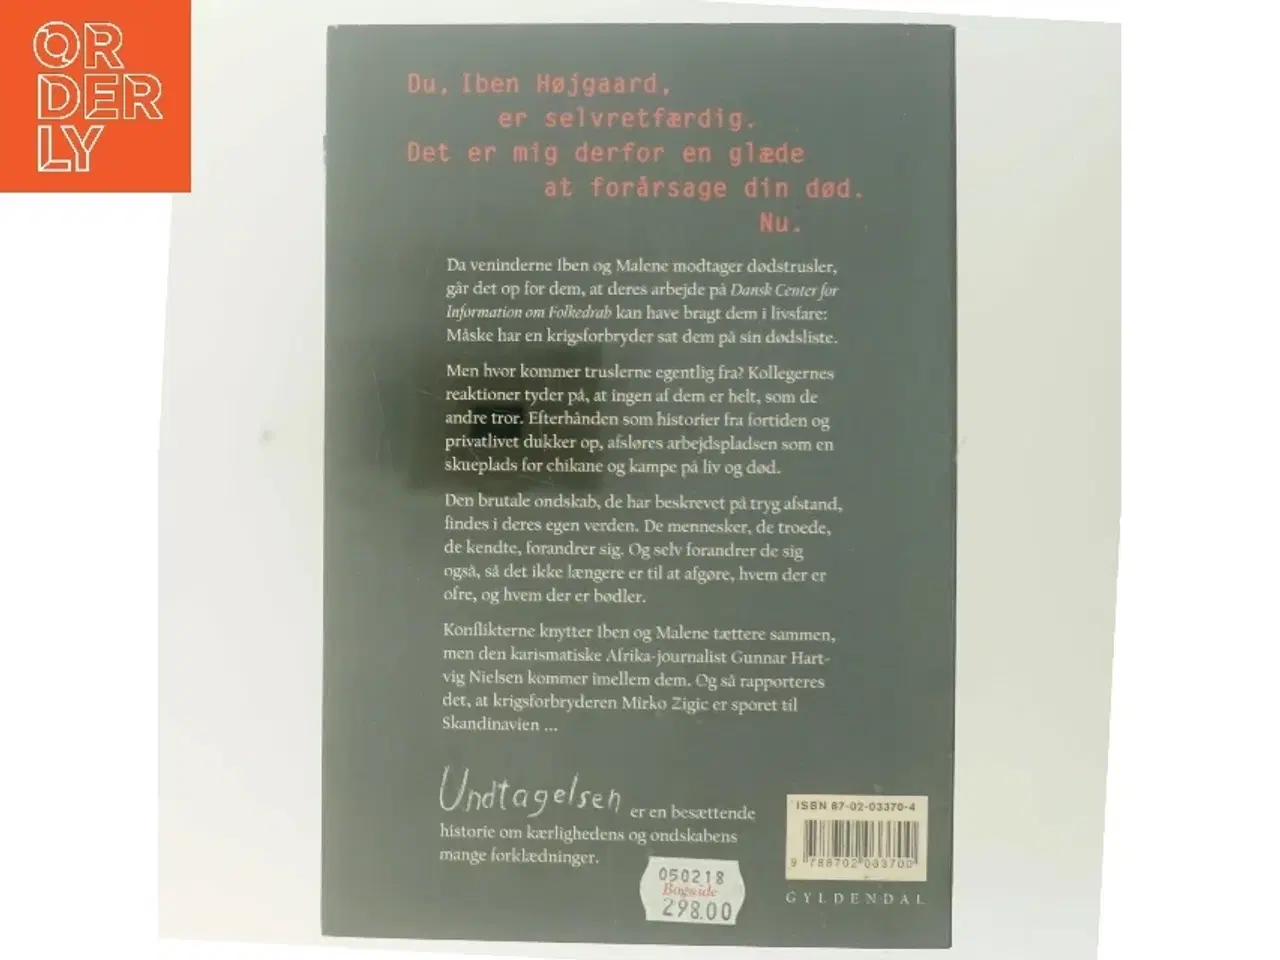 ORDERLY
Du, Iben Højgaard,
er selvretfærdig.
Det er mig derfor en glæde
at forårsage din død.
Nu.
Da veninderne Iben og Malene modtager dødstrusler,
går det op for dem, at deres arbejde på Dansk Center for
Information om Folkedrab kan have bragt dem i livsfare:
Måske har en krigsforbryder sat dem på sin dødsliste.
Men hvor kommer truslerne egentlig fra? Kollegernes
reaktioner tyder på, at ingen af dem er helt, som de
andre tror. Efterhånden som historier fra fortiden og
privatlivet dukker op, afsløres arbejdspladsen som en
skueplads for chikane og kampe på liv og død.
Den brutale ondskab, de har beskrevet på tryg afstand,
findes i deres egen verden. De mennesker, de troede,
de kendte, forandrer sig. Og selv forandrer de sig
også, så det ikke længere er til at afgøre, hvem der er
ofre, og hvem der er bødler.
Konflikterne knytter Iben og Malene tættere sammen,
men den karismatiske Afrika-journalist Gunnar Hart-
vig Nielsen kommer imellem dem. Og så rapporteres
det, at krigsforbryderen Mirko Zigic er sporet til
Skandinavien ...
Undtagelsen er en besættende
historie om kærlighedens og ondskabens
mange forklædninger.
ISBN 87-02-03370-4
9 788702 033700
GYLDENDAL
050218
298.00